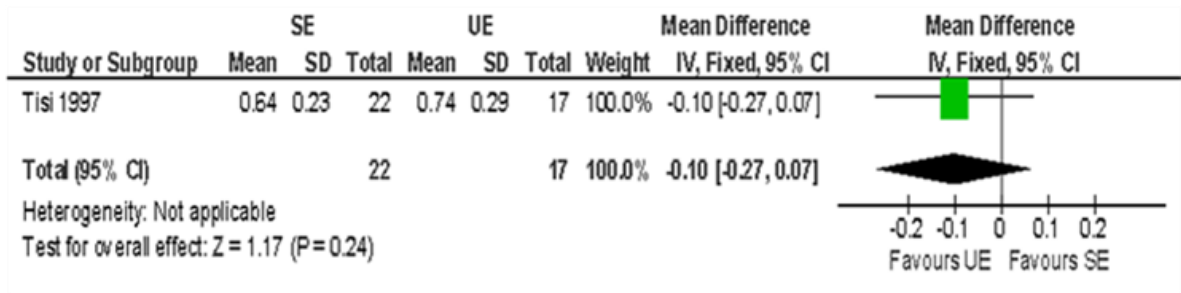 SE UE Mean Difference Mean Difference
Study or Subgroup Mean SD Total Mean SD Total Weight IV, Fixed, 95% CI IV, Fixed, 95% CI
Tisi 1997 0.64 0.23 22 0.74 0.29 17 100.0% -0.10 [-0.27, 0.07]
Total (95% CI) 22 17 100.0% -0.10 [-0.27, 0.07]
Heterogeneity: Not applicable
Test for overall effect: Z = 1.17 (P = 0.24)
-0.2 -0.1 0 0.1 0.2
Favours UE Favours SE